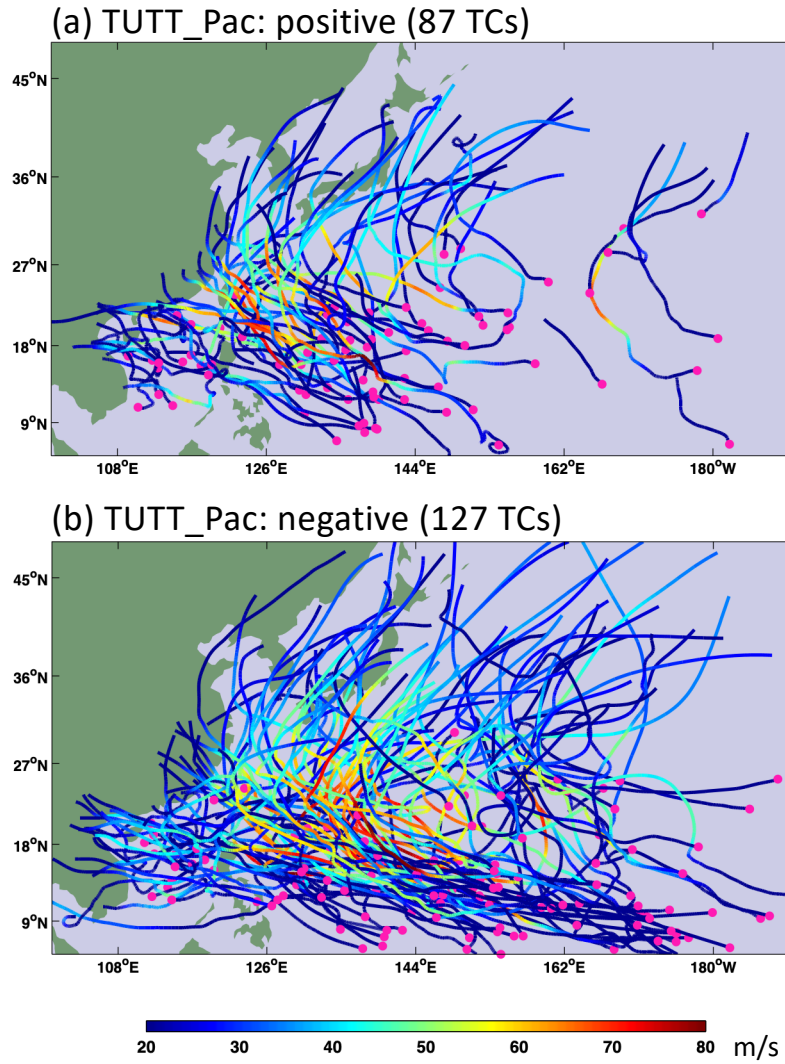 (a) TUTT_Pac: positive (87 TCs)
45°N
36°N
27°N
18°N
9°N
108°E 126°E 144°E 162°E 180°W
(b) TUTT_Pac: negative (127 TCs)
45°N
36°N
27°N
18°N
9°N
108°E 126°E 144°E 162°E 180°W
20 30 40 50 60 70 80 m/s